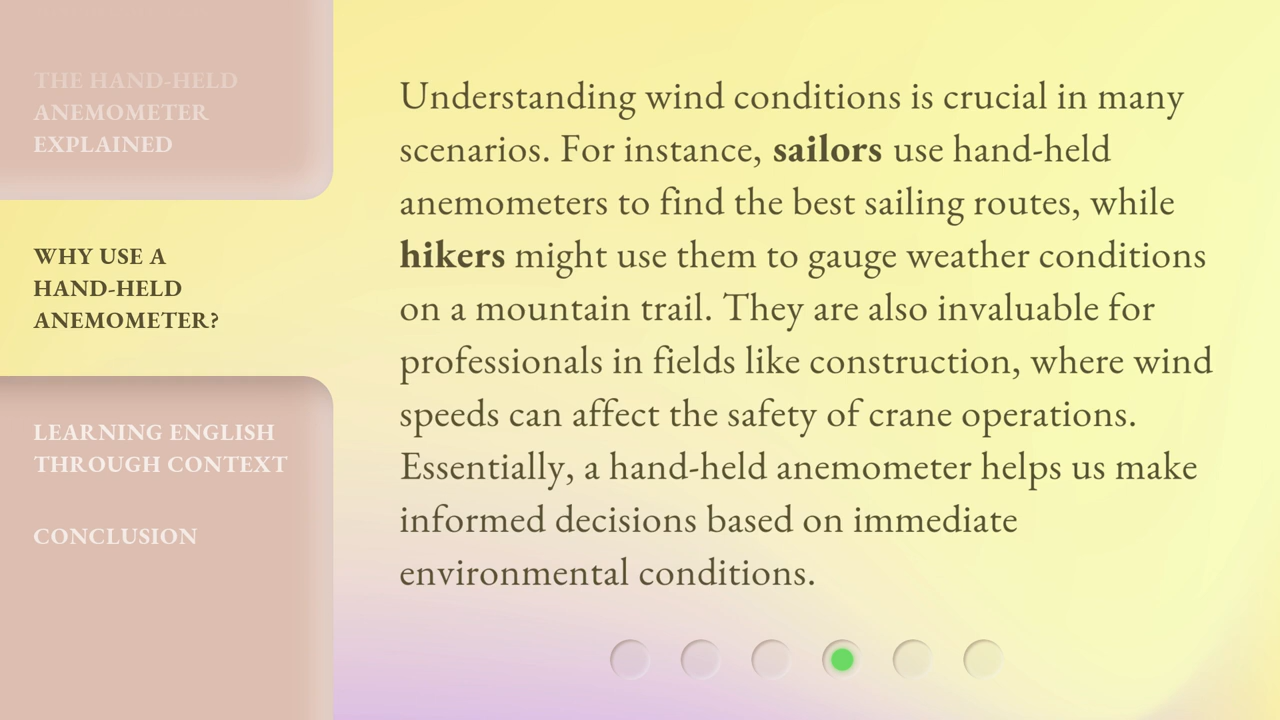 THE HAND-HELD
ANEMOMETER
EXPLAINED
WHY USE A
HAND-HELD
ANEMOMETER?
LEARNING ENGLISH
THROUGH CONTEXT
CONCLUSION
Understanding wind conditions is crucial in many
scenarios. For instance, sailors use hand-held
anemometers to find the best sailing routes, while
hikers might use them to gauge weather conditions
on a mountain trail. They are also invaluable for
professionals in fields like construction, where wind
speeds can affect the safety of crane operations.
Essentially, a hand-held anemometer helps us make
informed decisions based on immediate
environmental conditions.